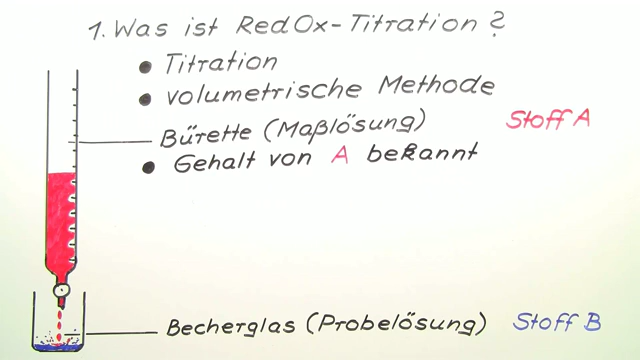 1. Was ist RedOx-Titration?
● Titration
● volumetrische Methode
Bürette (Maßlösung) Stoff A
● Gehalt von A bekannt
Becherglas (Probelösung) Stoff B